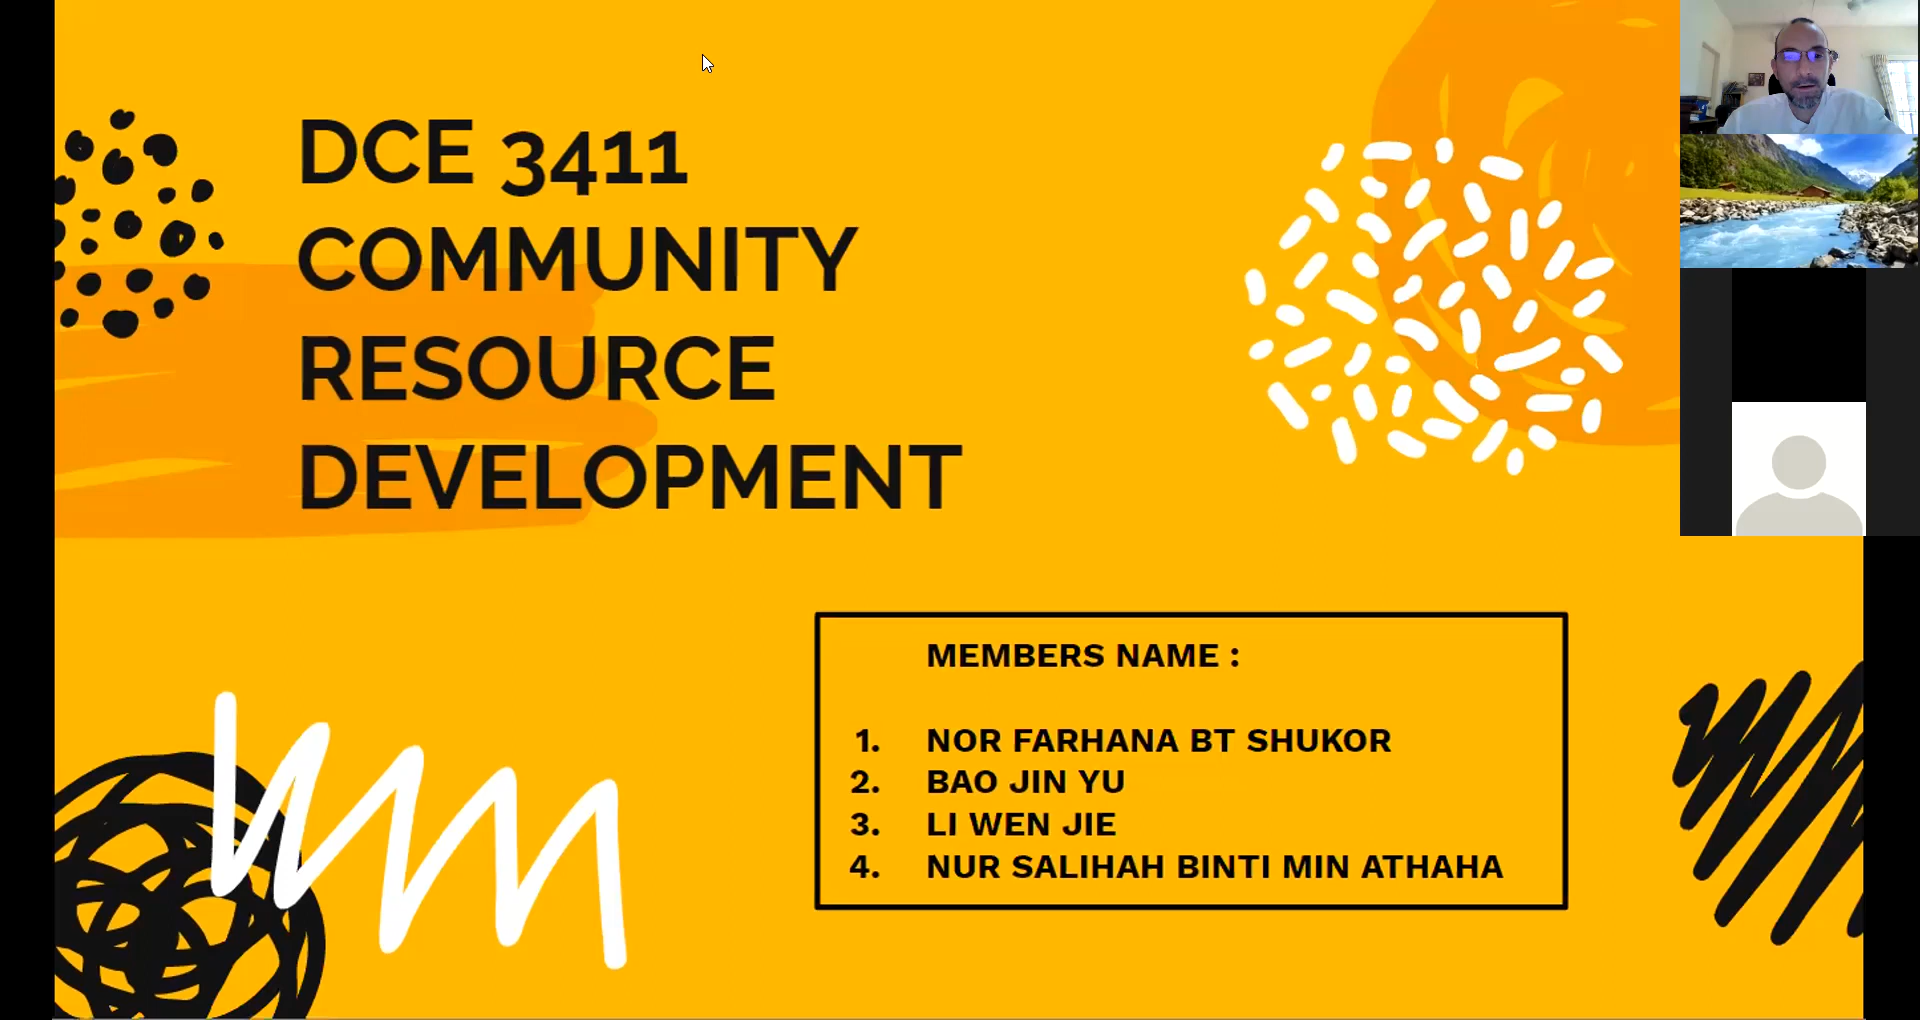 DCE 3411
COMMUNITY
RESOURCE
DEVELOPMENT
MEMBERS NAME :
1. NOR FARHANA BT SHUKOR
2. BAO JIN YU
3. LI WEN JIE
4. NUR SALIHAH BINTI MIN ATHAHA